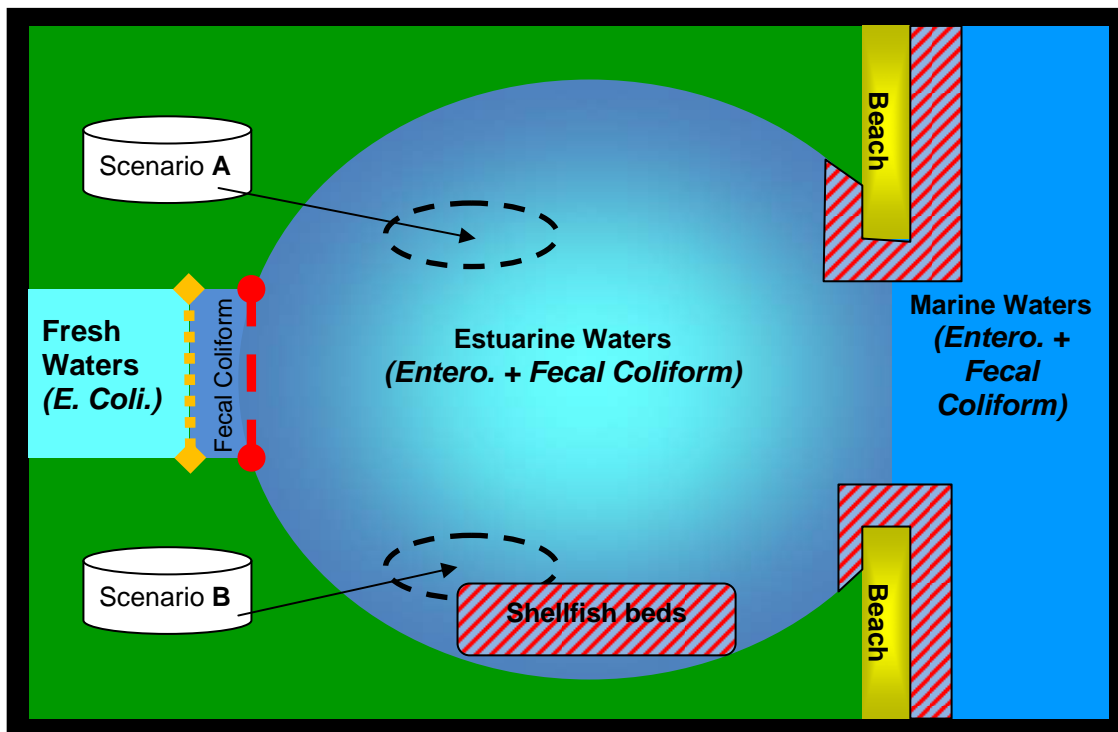 Scenario A
Beach
Fresh
Waters
(E. Coli.)
Fecal Coliform
Estuarine Waters
(Entero. + Fecal Coliform)
Marine Waters
(Entero. +
Fecal
Coliform)
Scenario B
Shellfish beds
Beach